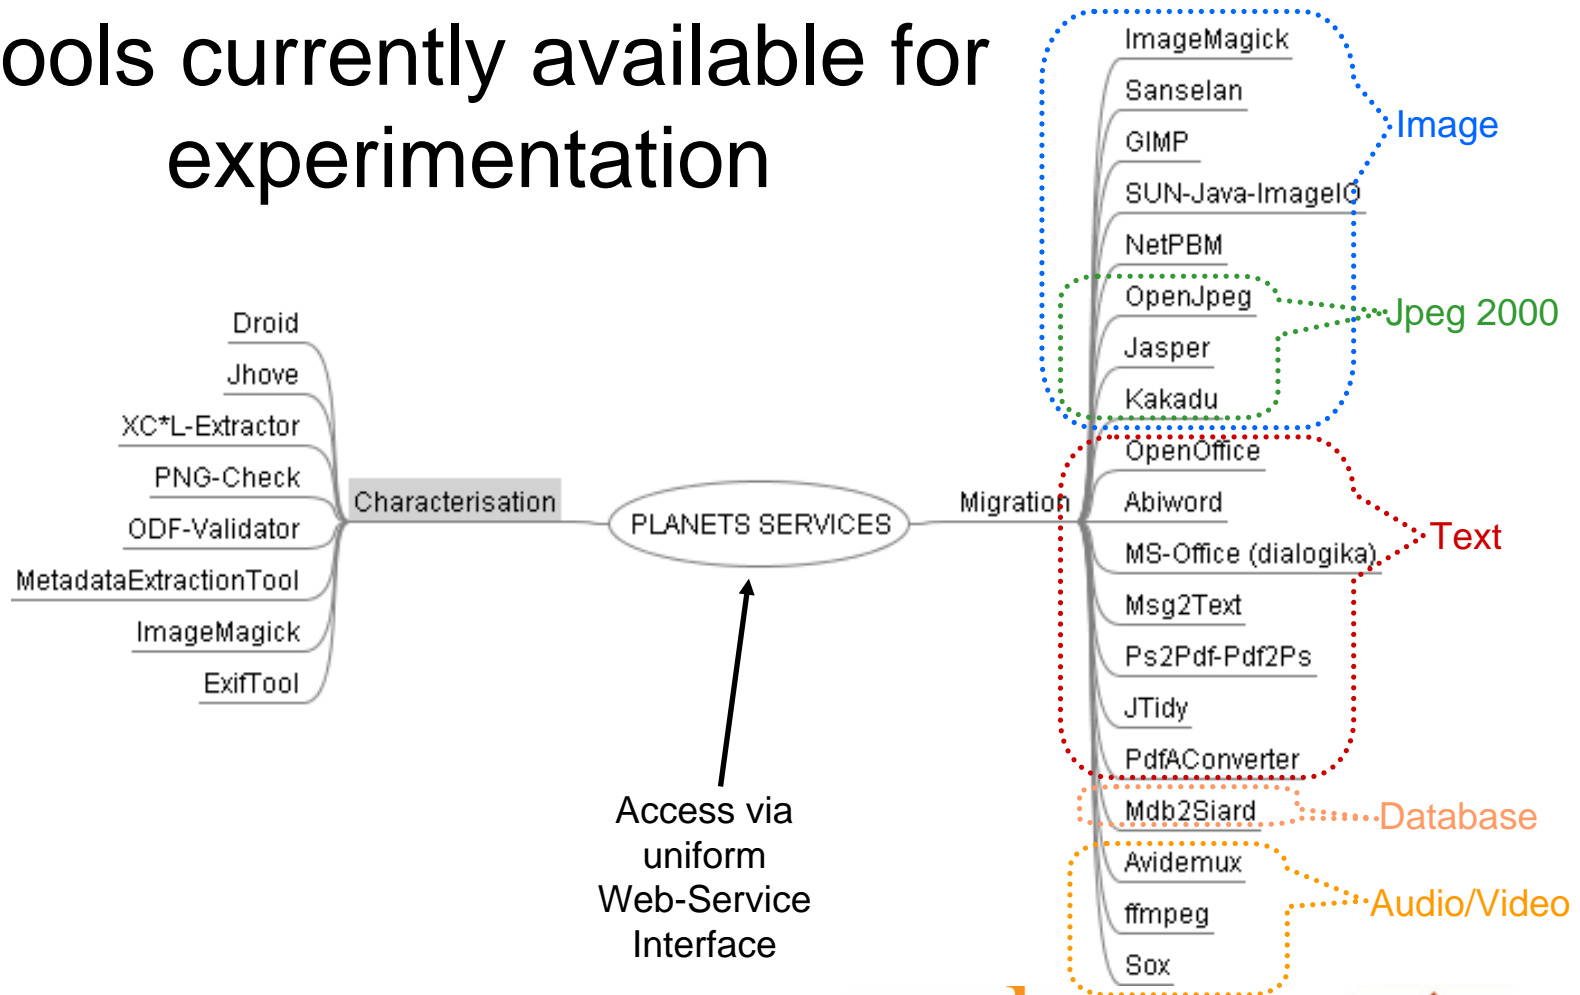 ools currently available for
experimentation
Droid
Jhove
XC*L-Extractor
PNG-Check
ODF-Validator
MetadataExtractionTool
ImageMagick
ExifTool
Characterisation
PLANETS SERVICES
Access via
uniform
Web-Service
Interface
Migration
ImageMagick
Sanselan
GIMP
SUN-Java-ImageIO
NetPBM
OpenJpeg
Jasper
Kakadu
OpenOffice
Abiword
MS-Office (dialogika)
Msg2Text
Ps2Pdf-Pdf2Ps
JTidy
PdfAConverter
Mdb2Siard
Avidemux
ffmpeg
Sox
Image
Jpeg 2000
Text
Database
Audio/Video